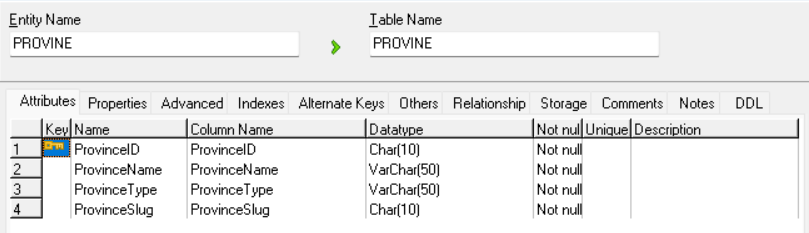 Entity Name Table Name
PROVINE PROVINE
Attributes Properties Advanced Indexes Alternate Keys Others Relationship Storage Comments Notes DDL
Key Name Column Name Datatype Not nul Unique Description
1 ProvinceID ProvinceID Char(10) Not null
2 ProvinceName ProvinceName VarChar(50) Not null
3 ProvinceType ProvinceType VarChar(50) Not null
4 ProvinceSlug ProvinceSlug Char(10) Not null